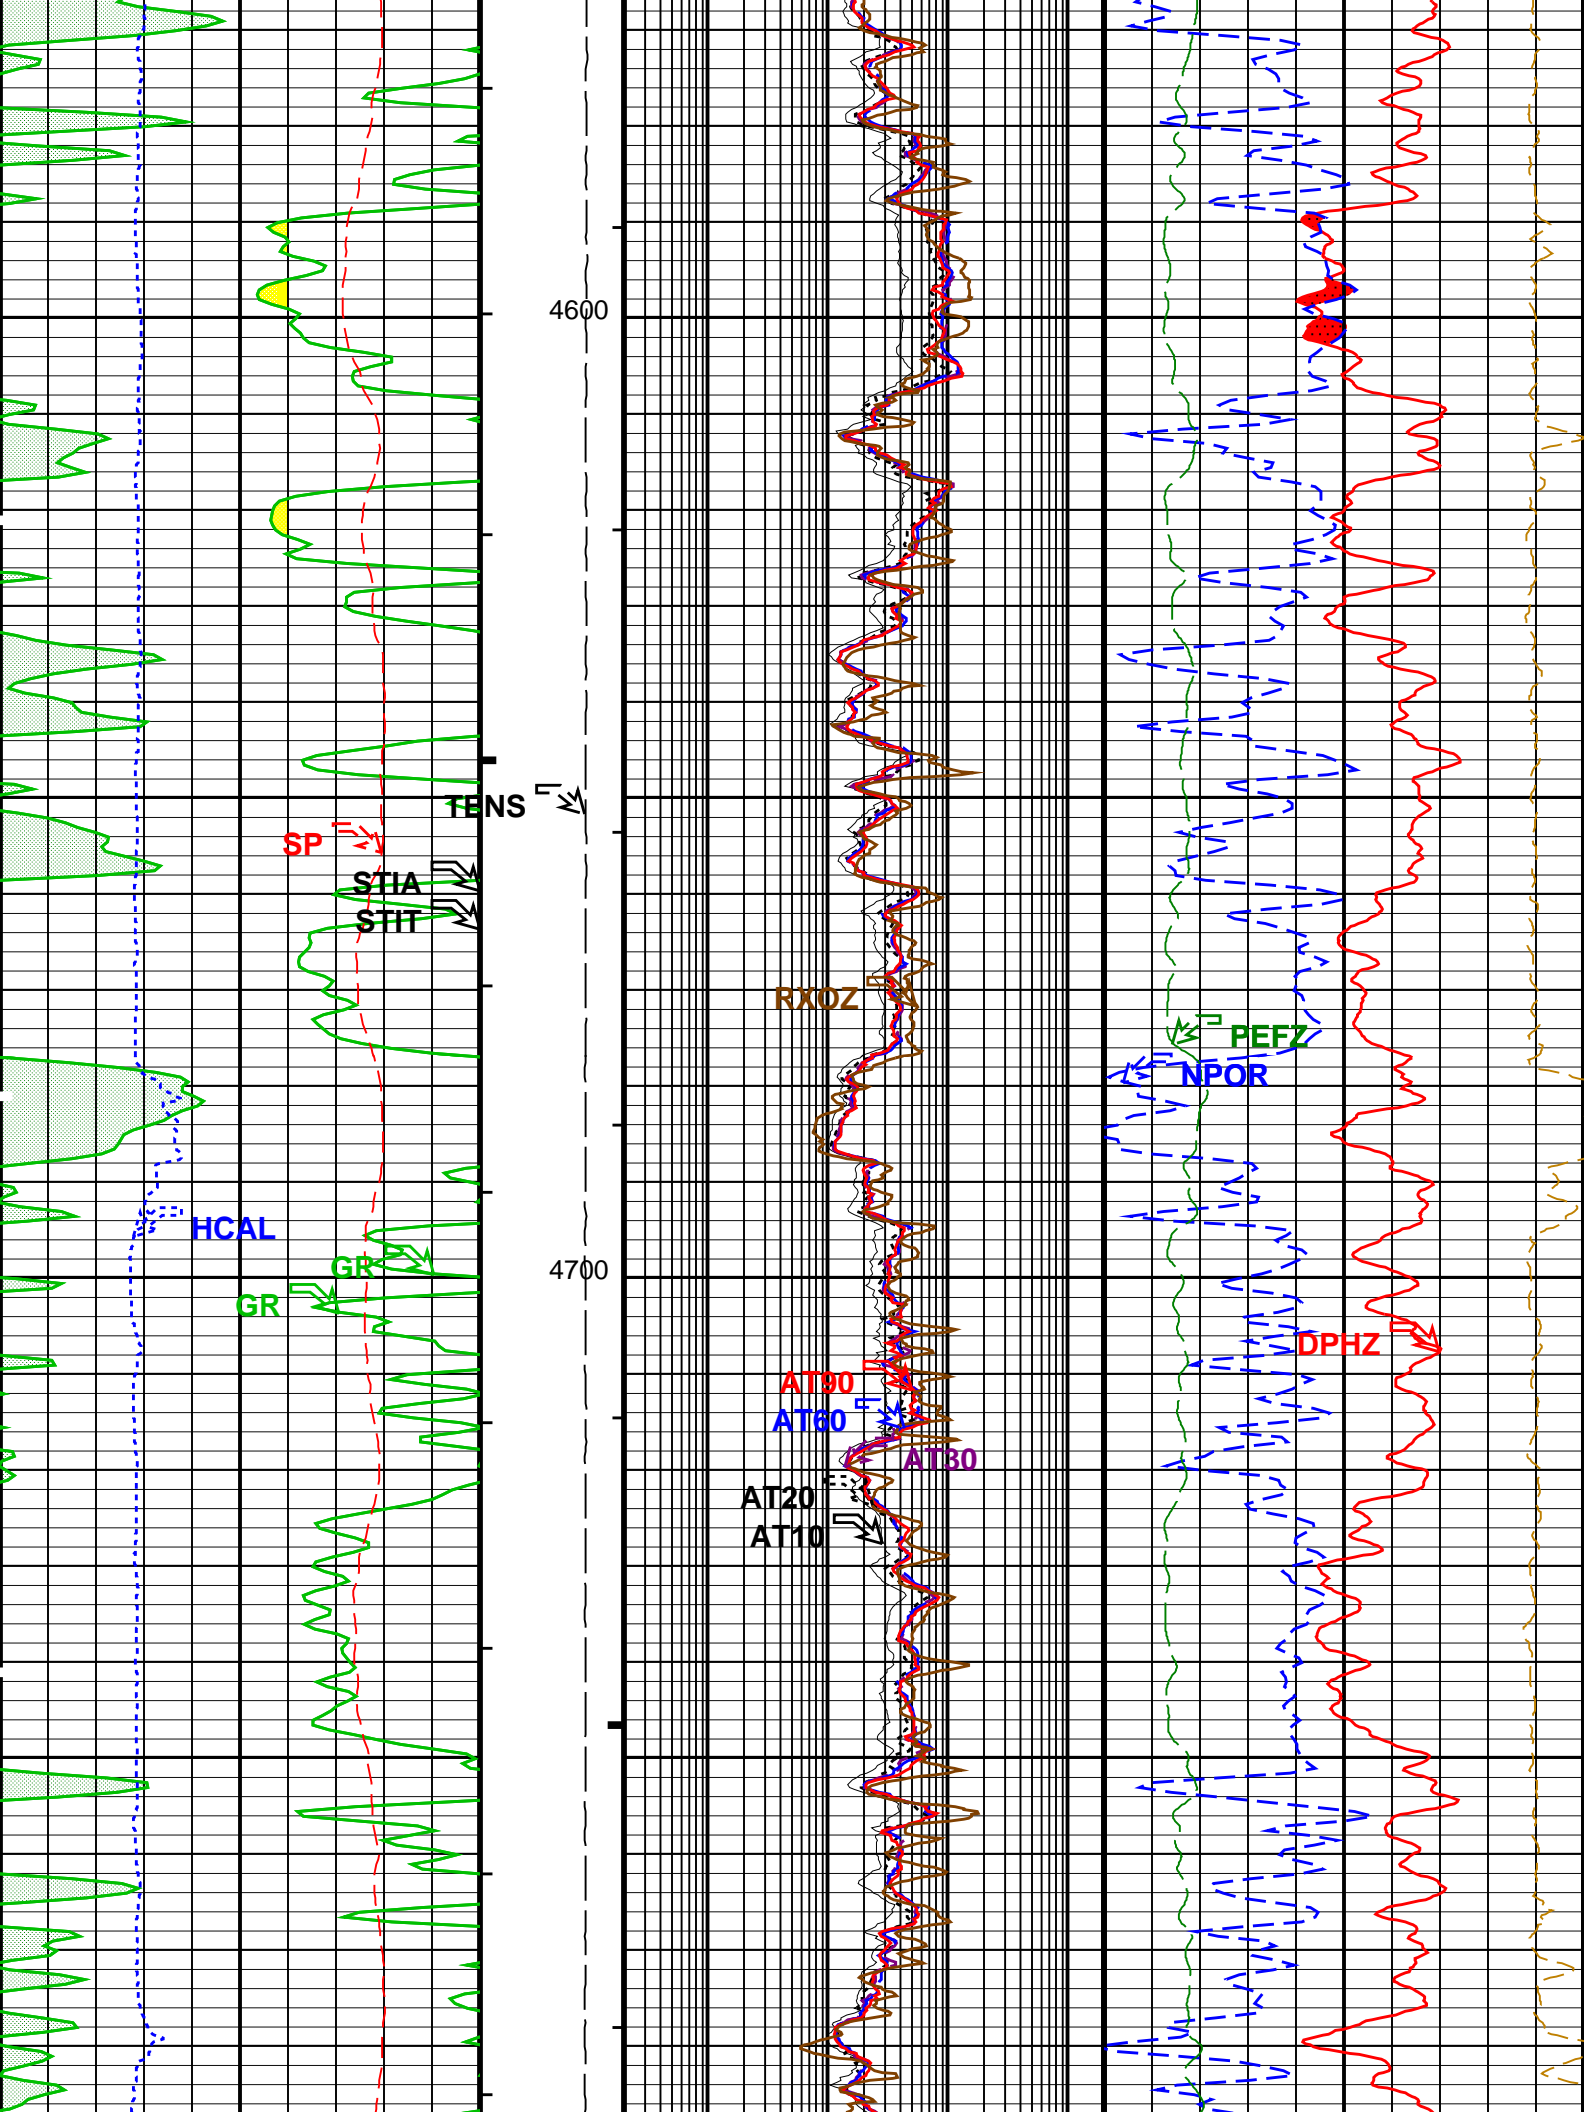 4600
TENS
SP
STIA
STIT
RXOZ
PEFZ
NPOR
HCAL
GR
4700
GR
DPHZ
AT90
AT60
AT30
AT20
AT10